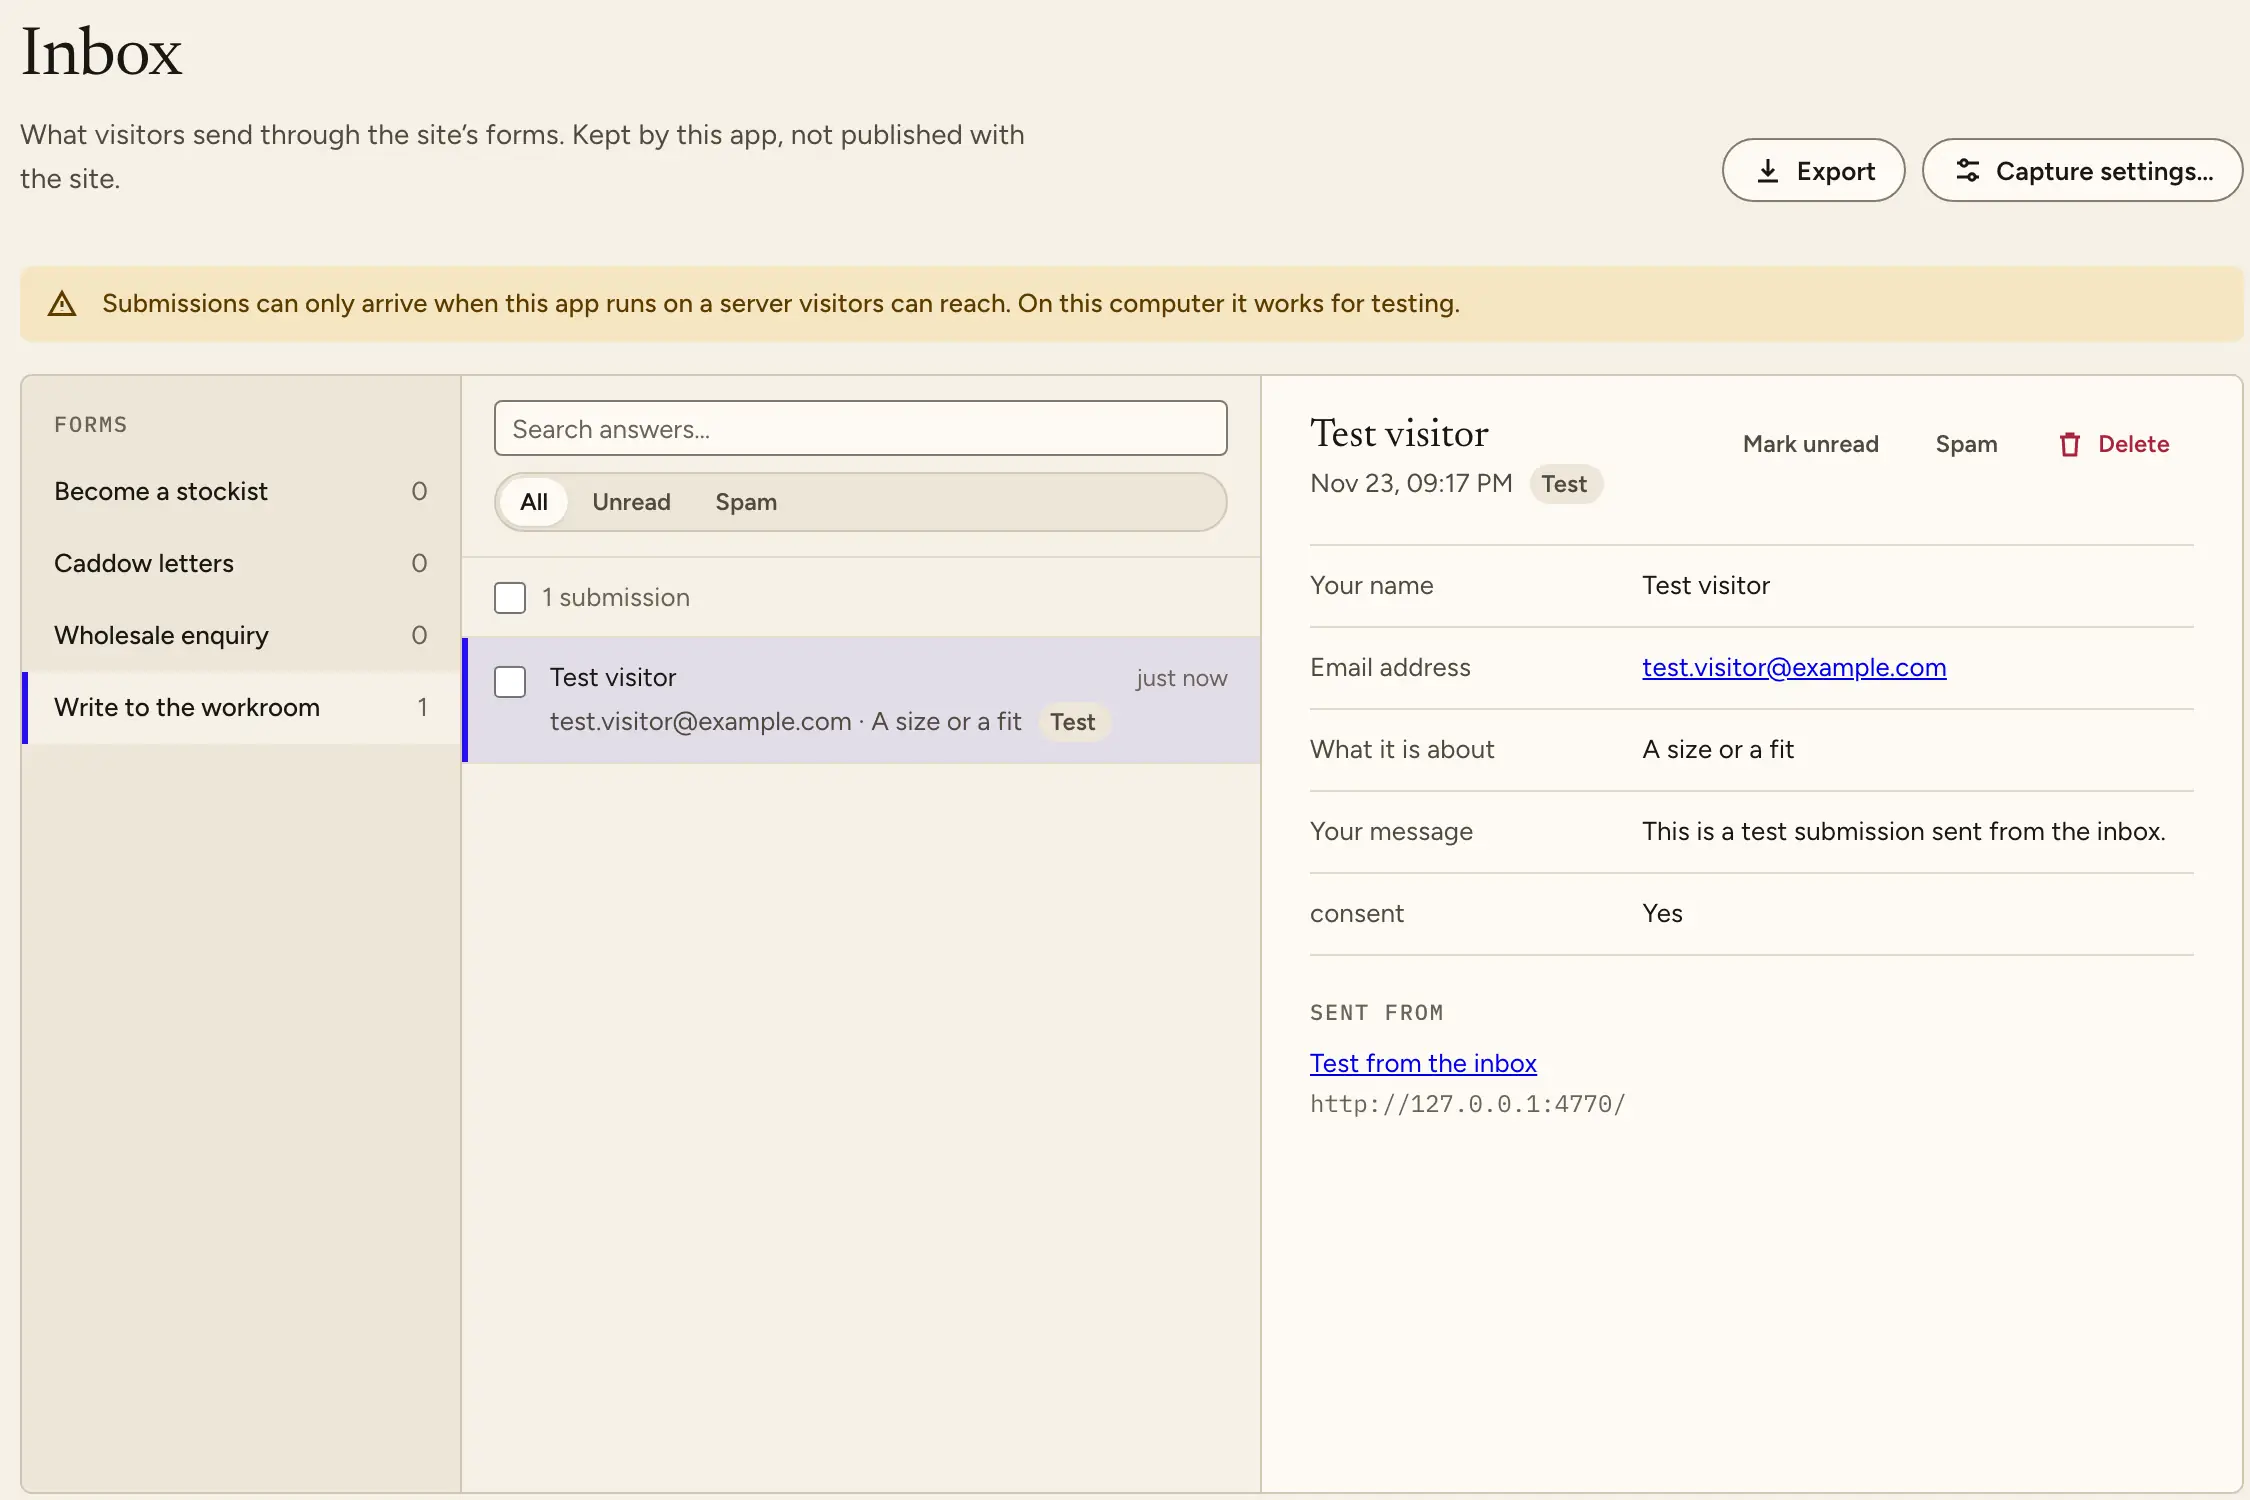 Inbox
What visitors send through the site’s forms. Kept by this app, not published with
the site.
Export
Capture settings…
Submissions can only arrive when this app runs on a server visitors can reach. On this computer it works for testing.
FORMS
Become a stockist 0
Caddow letters 0
Wholesale enquiry 0
Write to the workroom 1
Search answers…
All Unread Spam
1 submission
Test visitor just now
test.visitor@example.com · A size or a fit Test
Test visitor
Mark unread Spam Delete
Nov 23, 09:17 PM Test
Your name Test visitor
Email address test.visitor@example.com
What it is about A size or a fit
Your message This is a test submission sent from the inbox.
consent Yes
SENT FROM
Test from the inbox
http://127.0.0.1:4770/